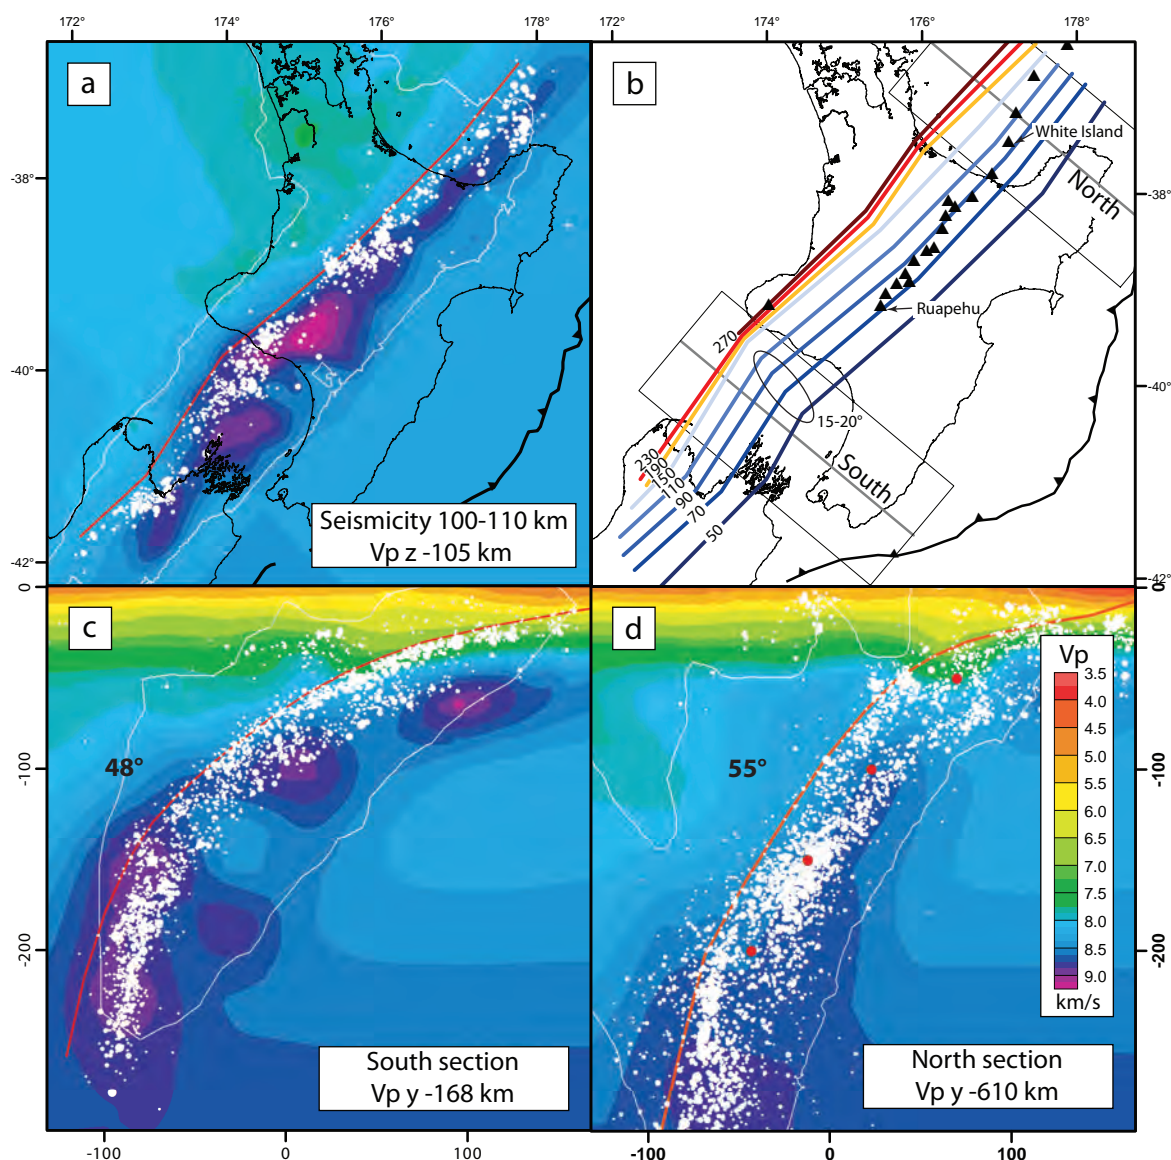 172° 174° 176° 178° 172° 174° 176° 178°
a
b
White Island
North
-38°
-38°
Ruapehu
270
-40°
-40°
15-20°
South
230
190
150
110
90
70
50
Seismicity 100-110 km
Vp z -105 km
-42°
-42°
0
0
c
d
Vp
3.5
4.0
4.5
5.0
5.5
6.0
6.5
7.0
7.5
8.0
8.5
9.0
km/s
48°
55°
-100
-100
-200
-200
South section
Vp y -168 km
North section
Vp y -610 km
-100 0 100 -100 0 100